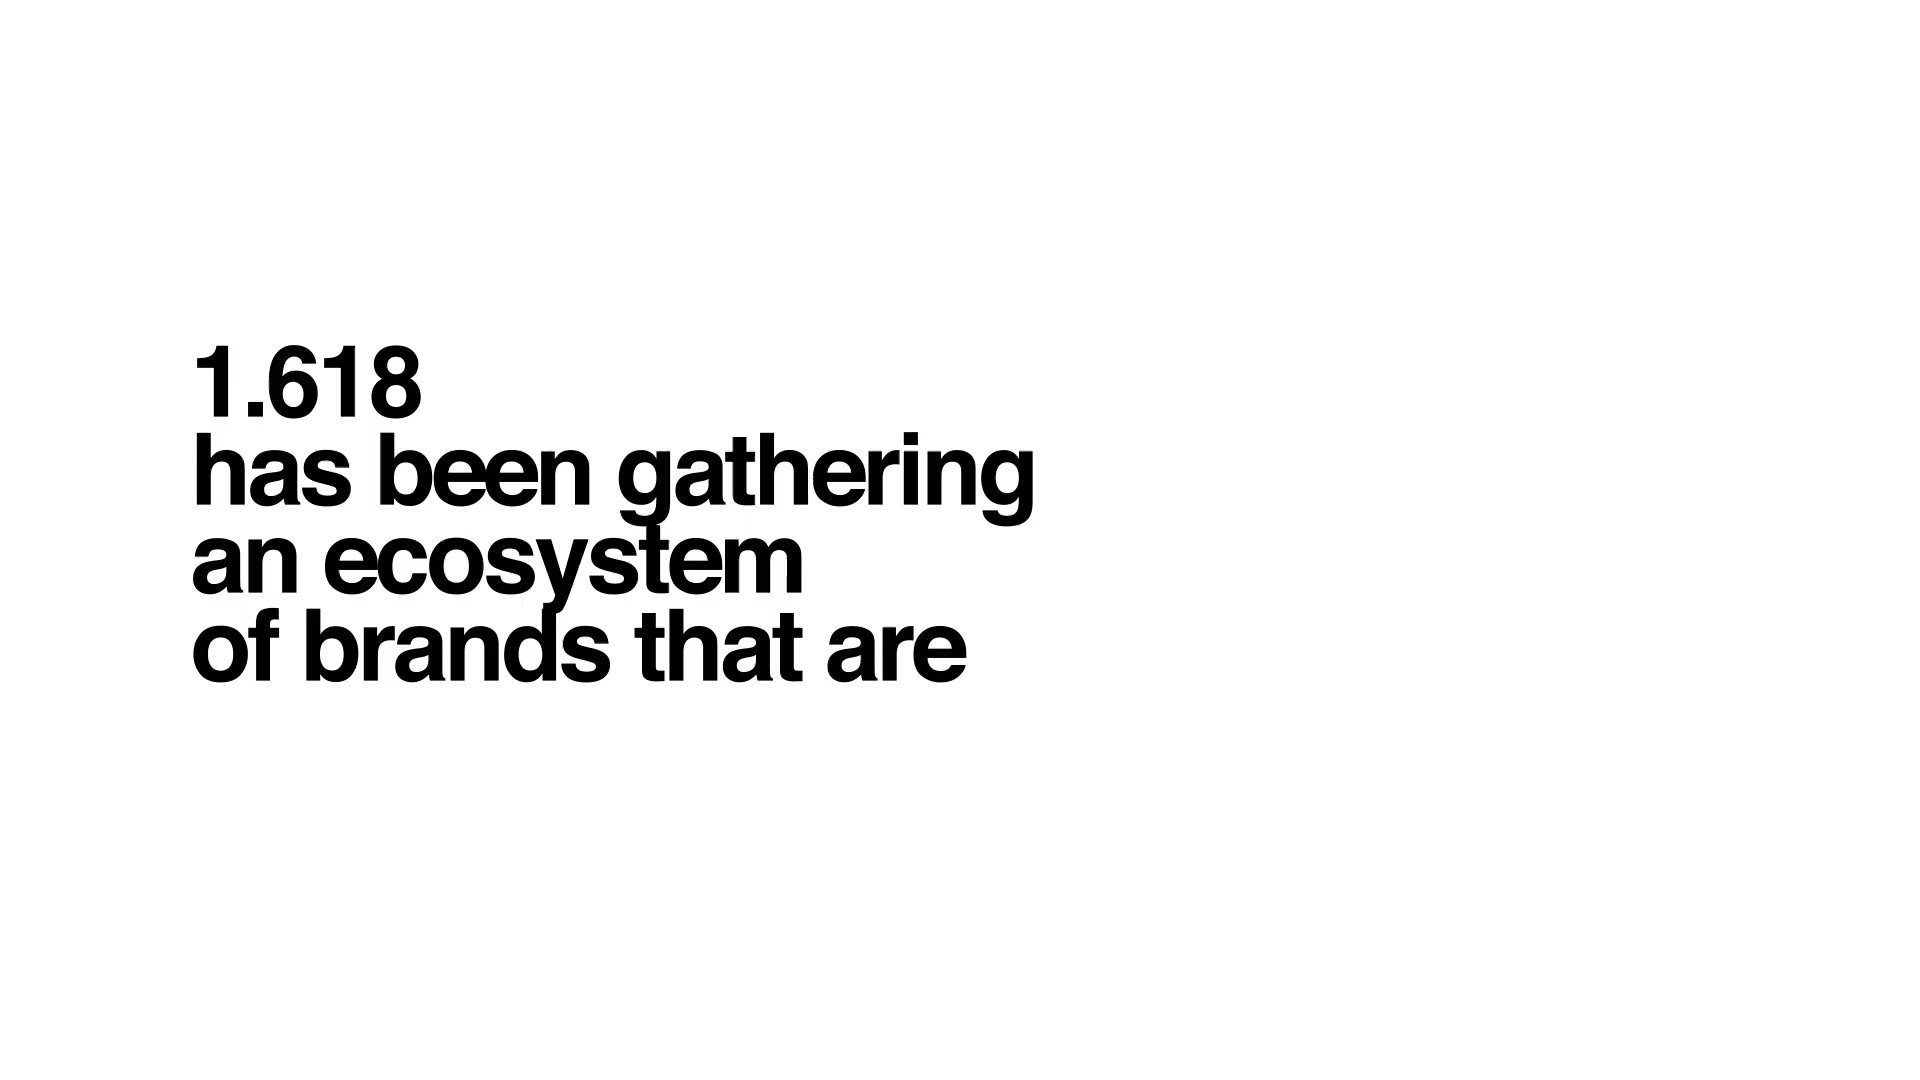 1.618
has been gathering
an ecosystem
of brands that are